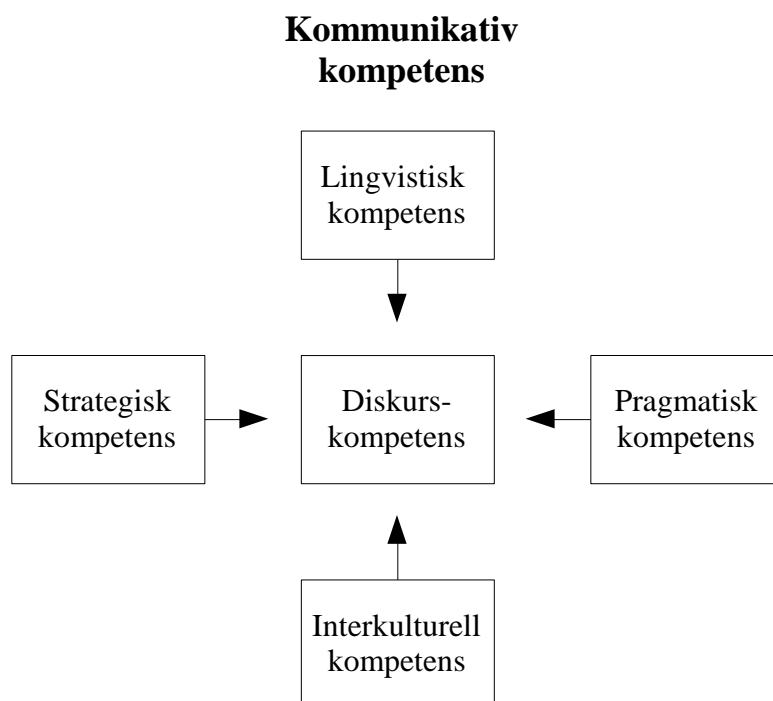 Kommunikativ
kompetens
Lingvistisk
kompetens
Strategisk
kompetens
Diskurs-
kompetens
Pragmatisk
kompetens
Interkulturell
kompetens